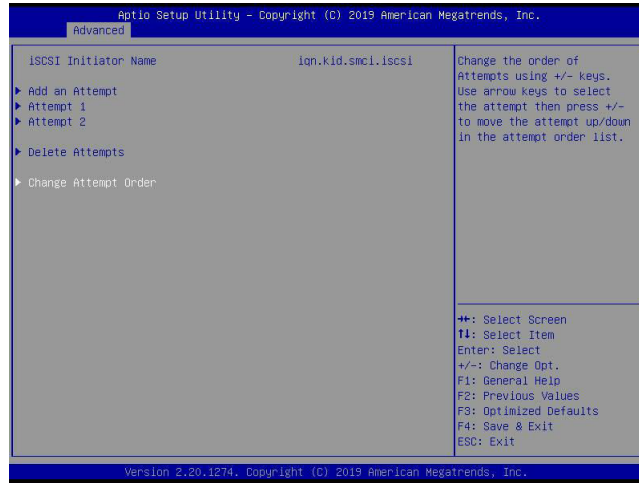 Aptio Setup Utility – Copyright (C) 2019 American Megatrends, Inc.
Advanced
iSCSI Initiator Name iqn.kid.smci.iscsi
▶ Add an Attempt
▶ Attempt 1
▶ Attempt 2
▶ Delete Attempts
▶ Change Attempt Order
Change the order of
Attempts using +/- keys.
Use arrow keys to select
the attempt then press +/-
to move the attempt up/down
in the attempt order list.
→←: Select Screen
↑↓: Select Item
Enter: Select
+/-: Change Opt.
F1: General Help
F2: Previous Values
F3: Optimized Defaults
F4: Save & Exit
ESC: Exit
Version 2.20.1274. Copyright (C) 2019 American Megatrends, Inc.